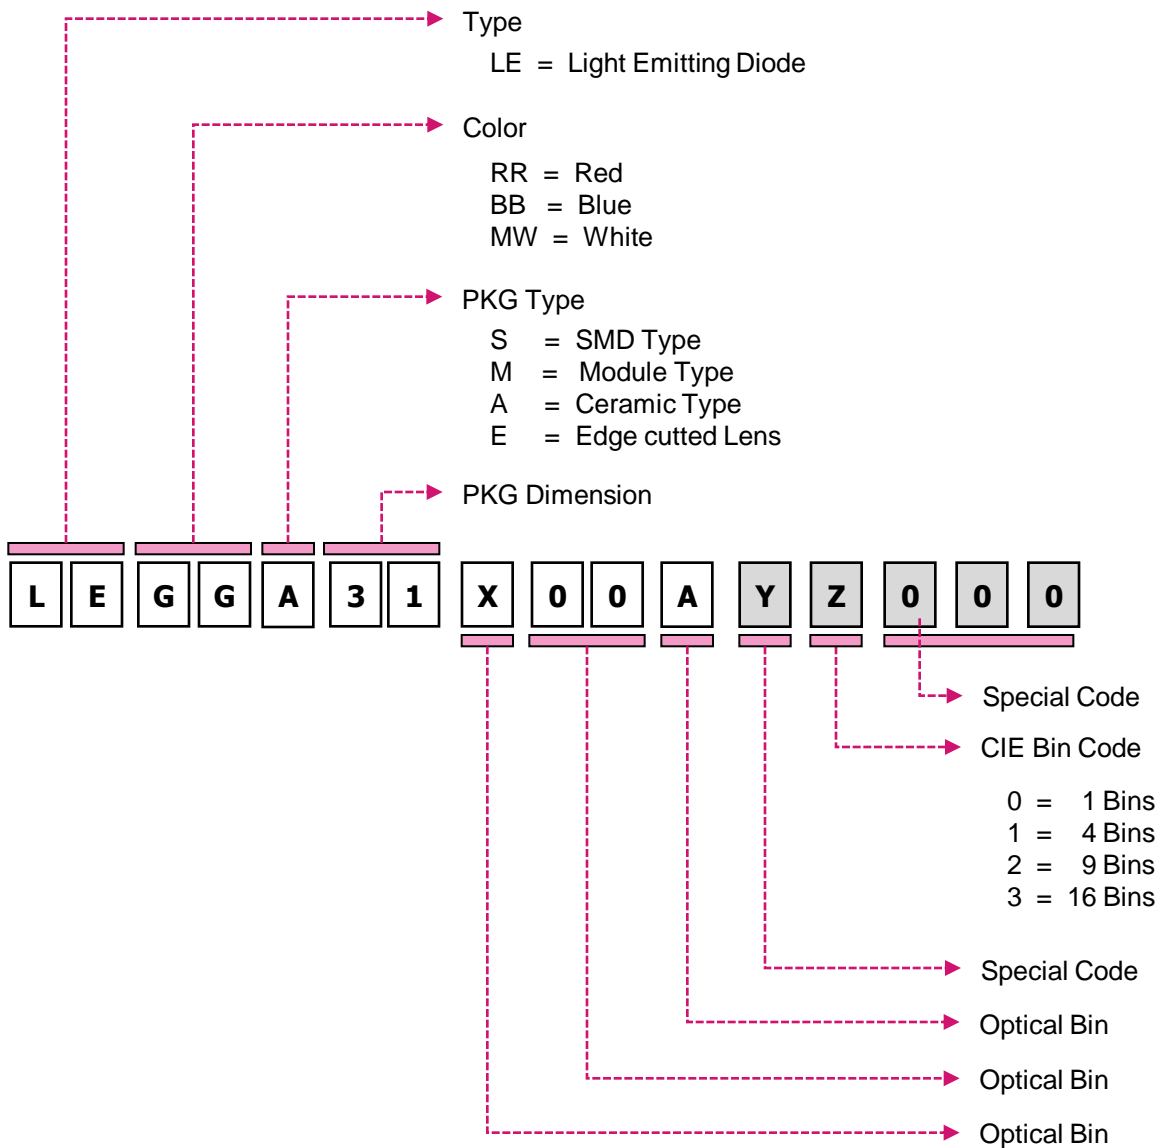 Type
LE = Light Emitting Diode
Color
RR = Red
BB = Blue
MW = White
PKG Type
S = SMD Type
M = Module Type
A = Ceramic Type
E = Edge cutted Lens
PKG Dimension
L E G G A 3 1 X 0 0 A Y Z 0 0 0
Special Code
CIE Bin Code
0 = 1 Bins
1 = 4 Bins
2 = 9 Bins
3 = 16 Bins
Special Code
Optical Bin
Optical Bin
Optical Bin